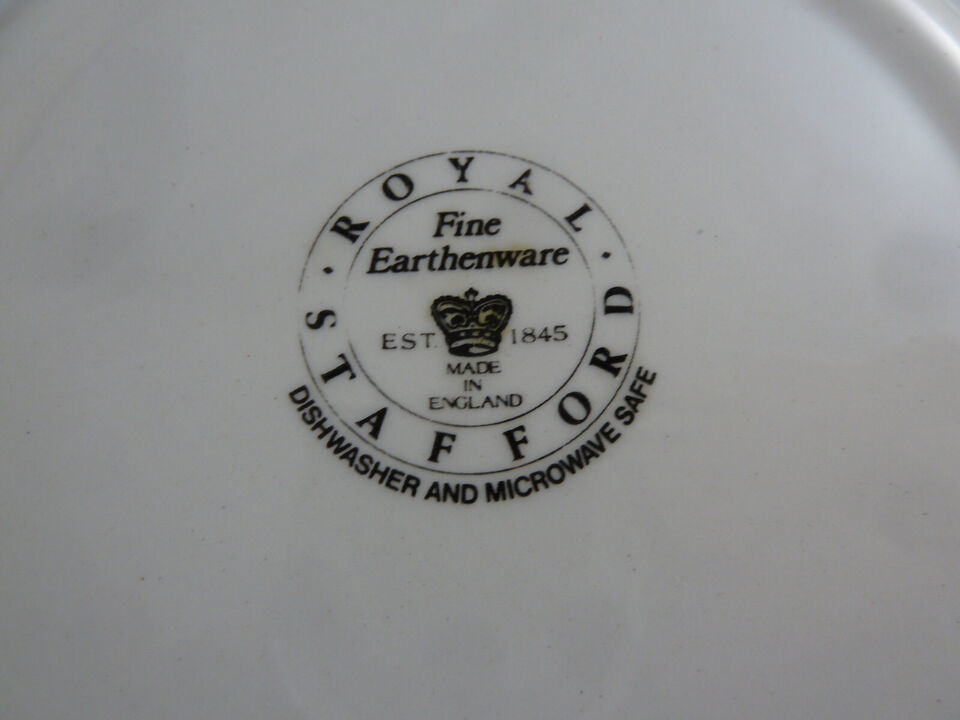 · ROYAL ·
STAFFORD
Fine
Earthenware
EST. 1845
MADE
IN
ENGLAND
DISHWASHER AND MICROWAVE SAFE